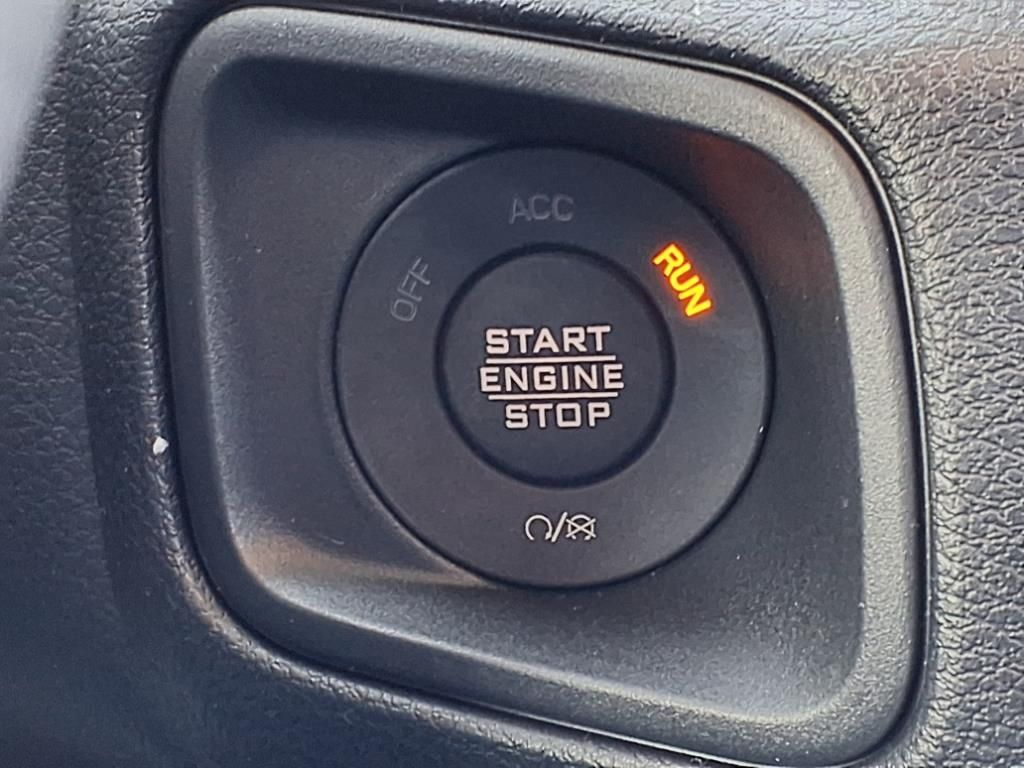 ACC
OFF
RUN
START
ENGINE
STOP